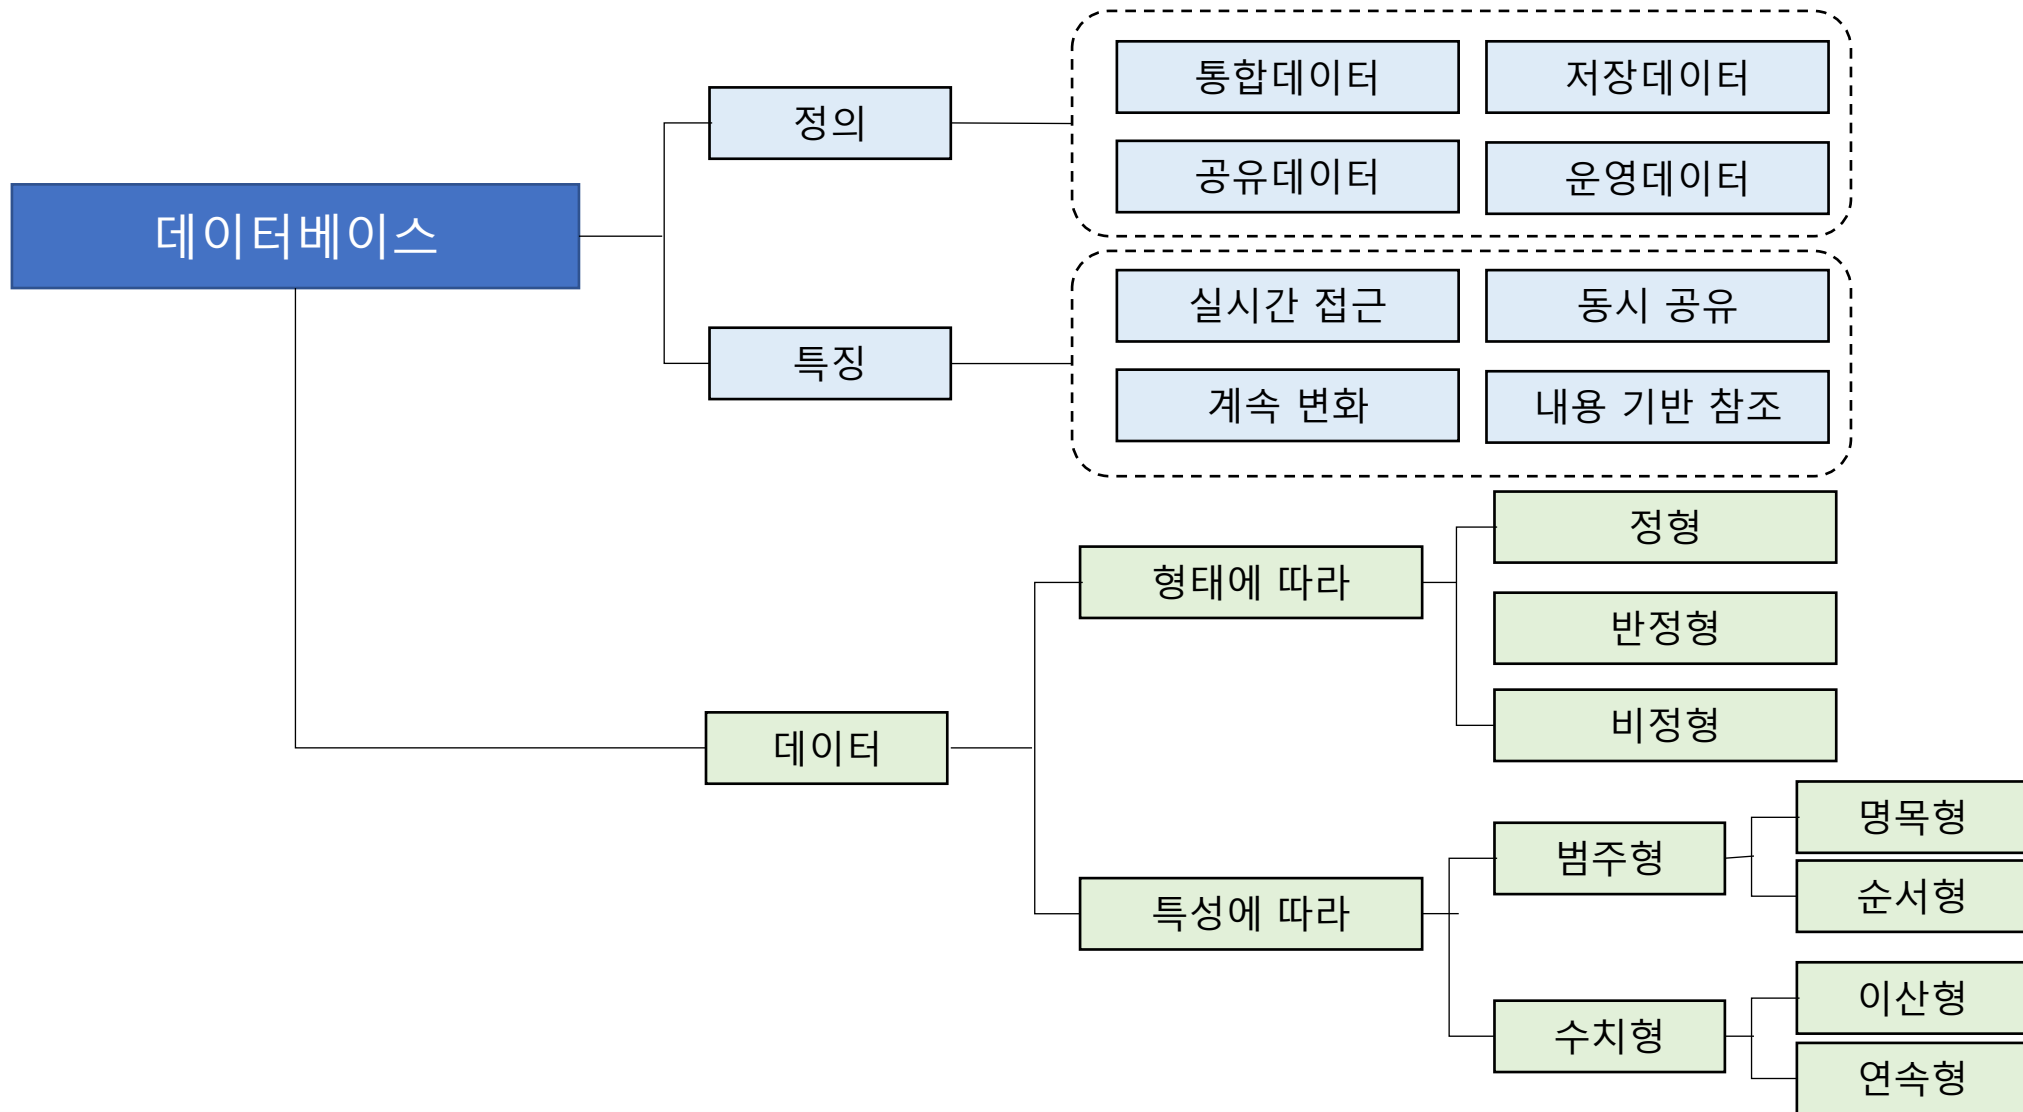 데이터베이스
정의
통합데이터
저장데이터
공유데이터
운영데이터
특징
실시간 접근
동시 공유
계속 변화
내용 기반 참조
데이터
형태에 따라
정형
반정형
비정형
특성에 따라
범주형
명목형
순서형
수치형
이산형
연속형